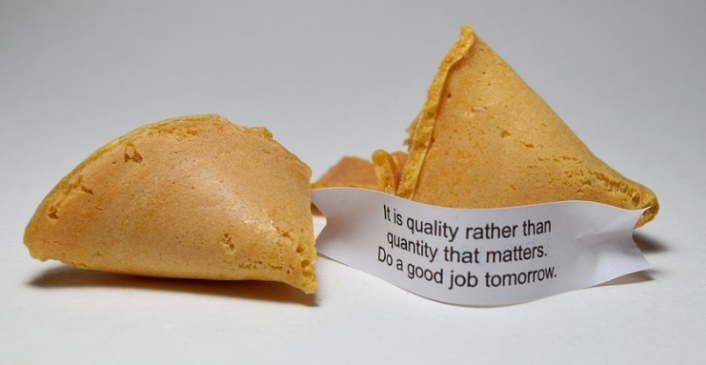 It is quality rather than
quantity that matters.
Do a good job tomorrow.